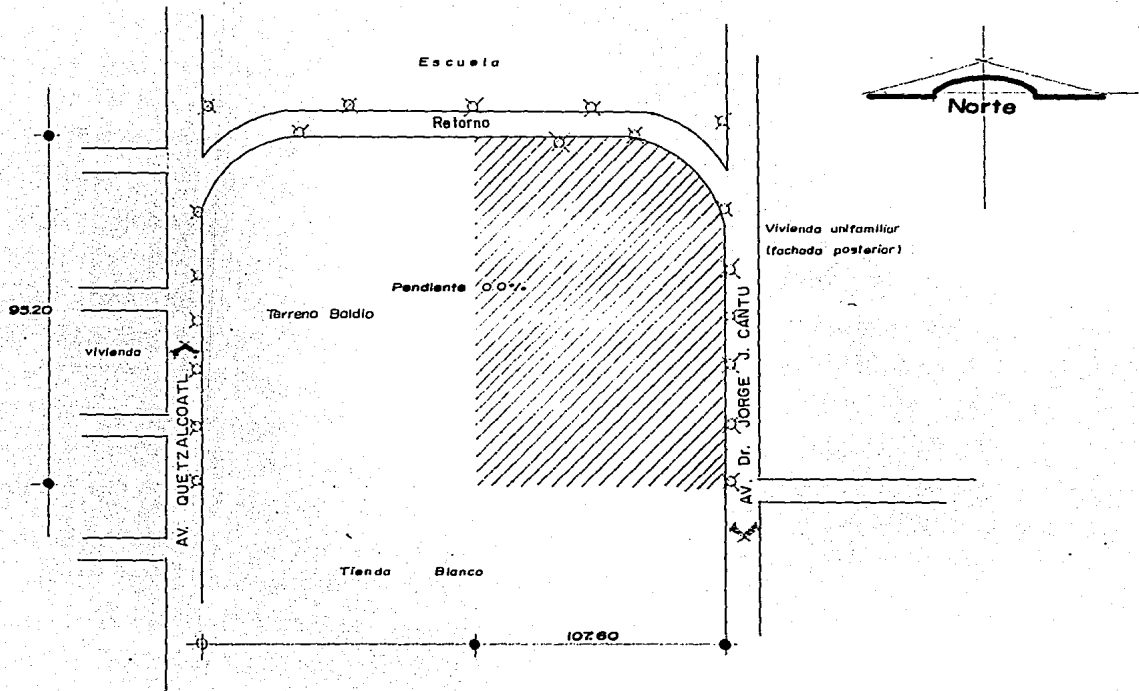 Escuela
Retorno
Norte
Vivienda unifamiliar
(fachada posterior)
Pendiente 0.0%
95.20
Terreno Baldío
vivienda
AV. QUETZALCOATL
AV. Dr. JORGE J. CANTU
Tienda Blanco
107.60